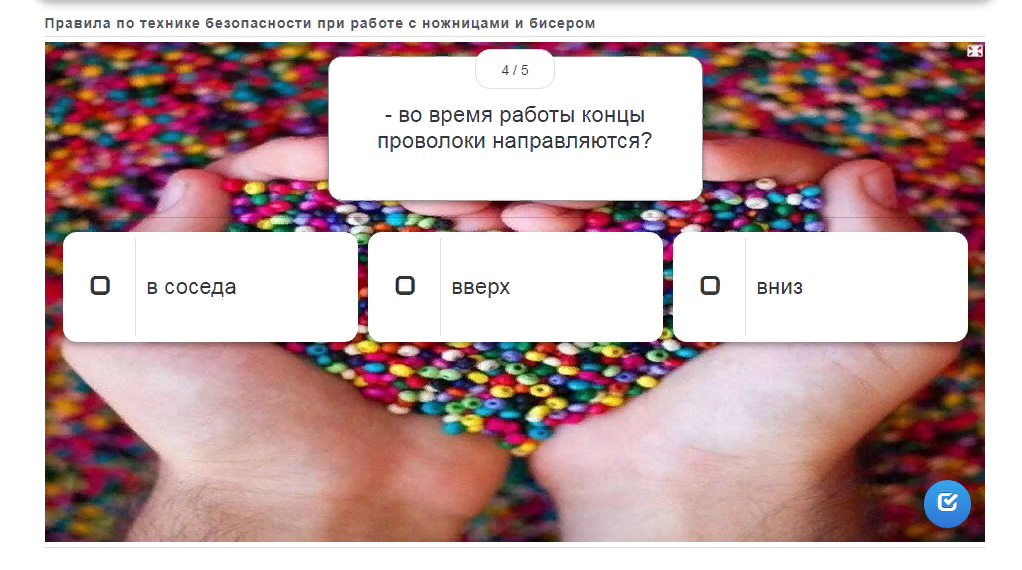 Правила по технике безопасности при работе с ножницами и бисером
4 / 5
- во время работы концы
проволоки направляются?
в соседа
вверх
вниз